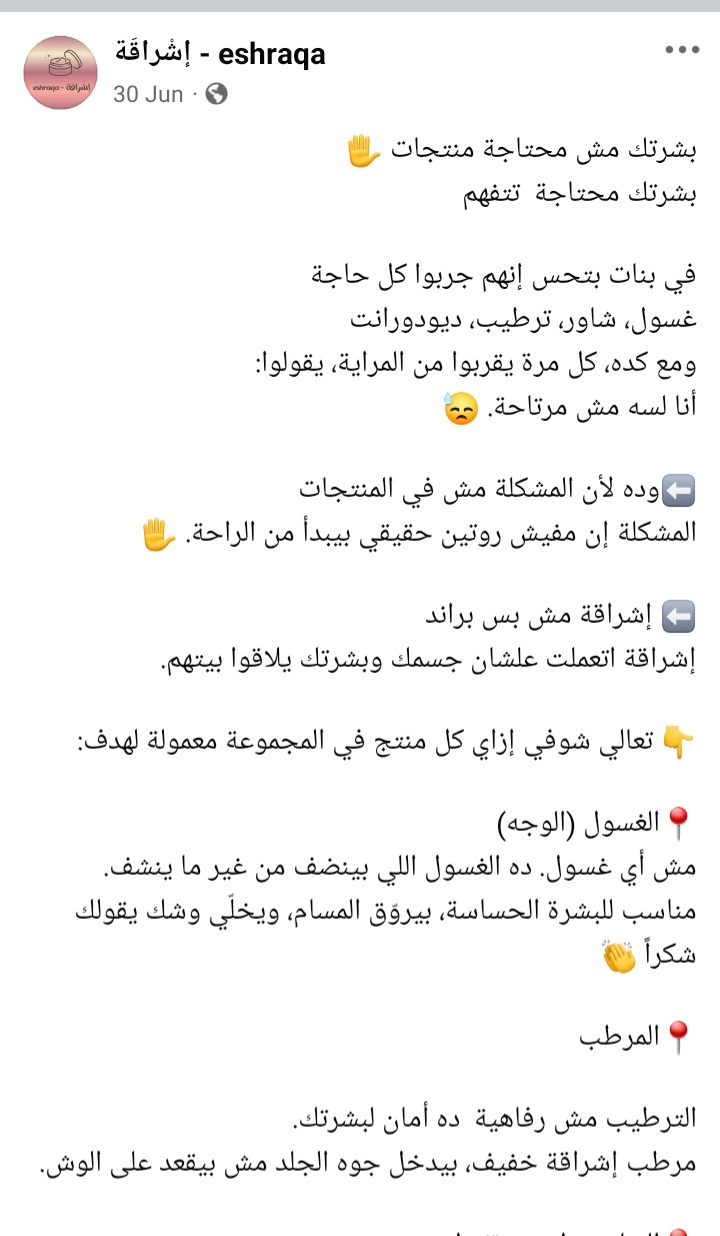 إشْراقَة - eshraqa
30 Jun ·
بشرتك مش محتاجة منتجات ✋
بشرتك محتاجة تتفهم
في بنات بتحس إنهم جربوا كل حاجة
غسول، شاور، ترطيب، ديودورانت
ومع كده، كل مرة يقربوا من المراية، يقولوا:
أنا لسه مش مرتاحة. 😓
⬅️وده لأن المشكلة مش في المنتجات
المشكلة إن مفيش روتين حقيقي بيبدأ من الراحة. ✋
⬅️ إشراقة مش بس براند
إشراقة اتعملت علشان جسمك وبشرتك يلاقوا بيتهم.
👇 تعالي شوفي إزاي كل منتج في المجموعة معمولة لهدف:
📍 الغسول (الوجه)
مش أي غسول. ده الغسول اللي بينضف من غير ما ينشف.
مناسب للبشرة الحساسة، بيروّق المسام، ويخلّي وشك يقولك
شكراً 👏
📍 المرطب
الترطيب مش رفاهية ده أمان لبشرتك.
مرطب إشراقة خفيف، بيدخل جوه الجلد مش بيقعد على الوش.